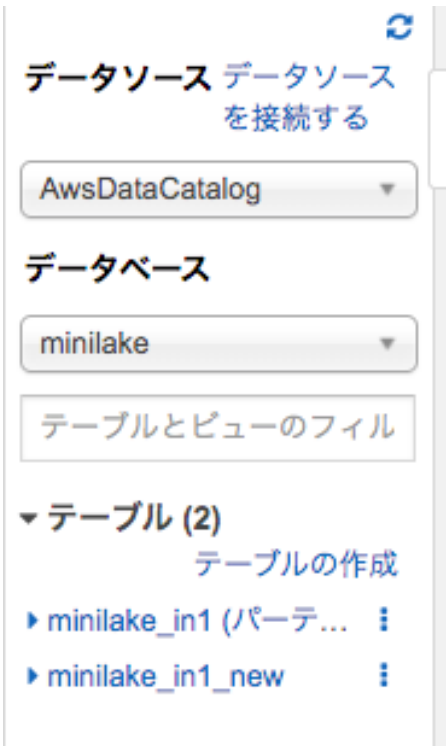 データソース データソース
を接続する
AwsDataCatalog
データベース
minilake
テーブルとビューのフィル
テーブル (2)
テーブルの作成
minilake_in1 (パーテ...
minilake_in1_new